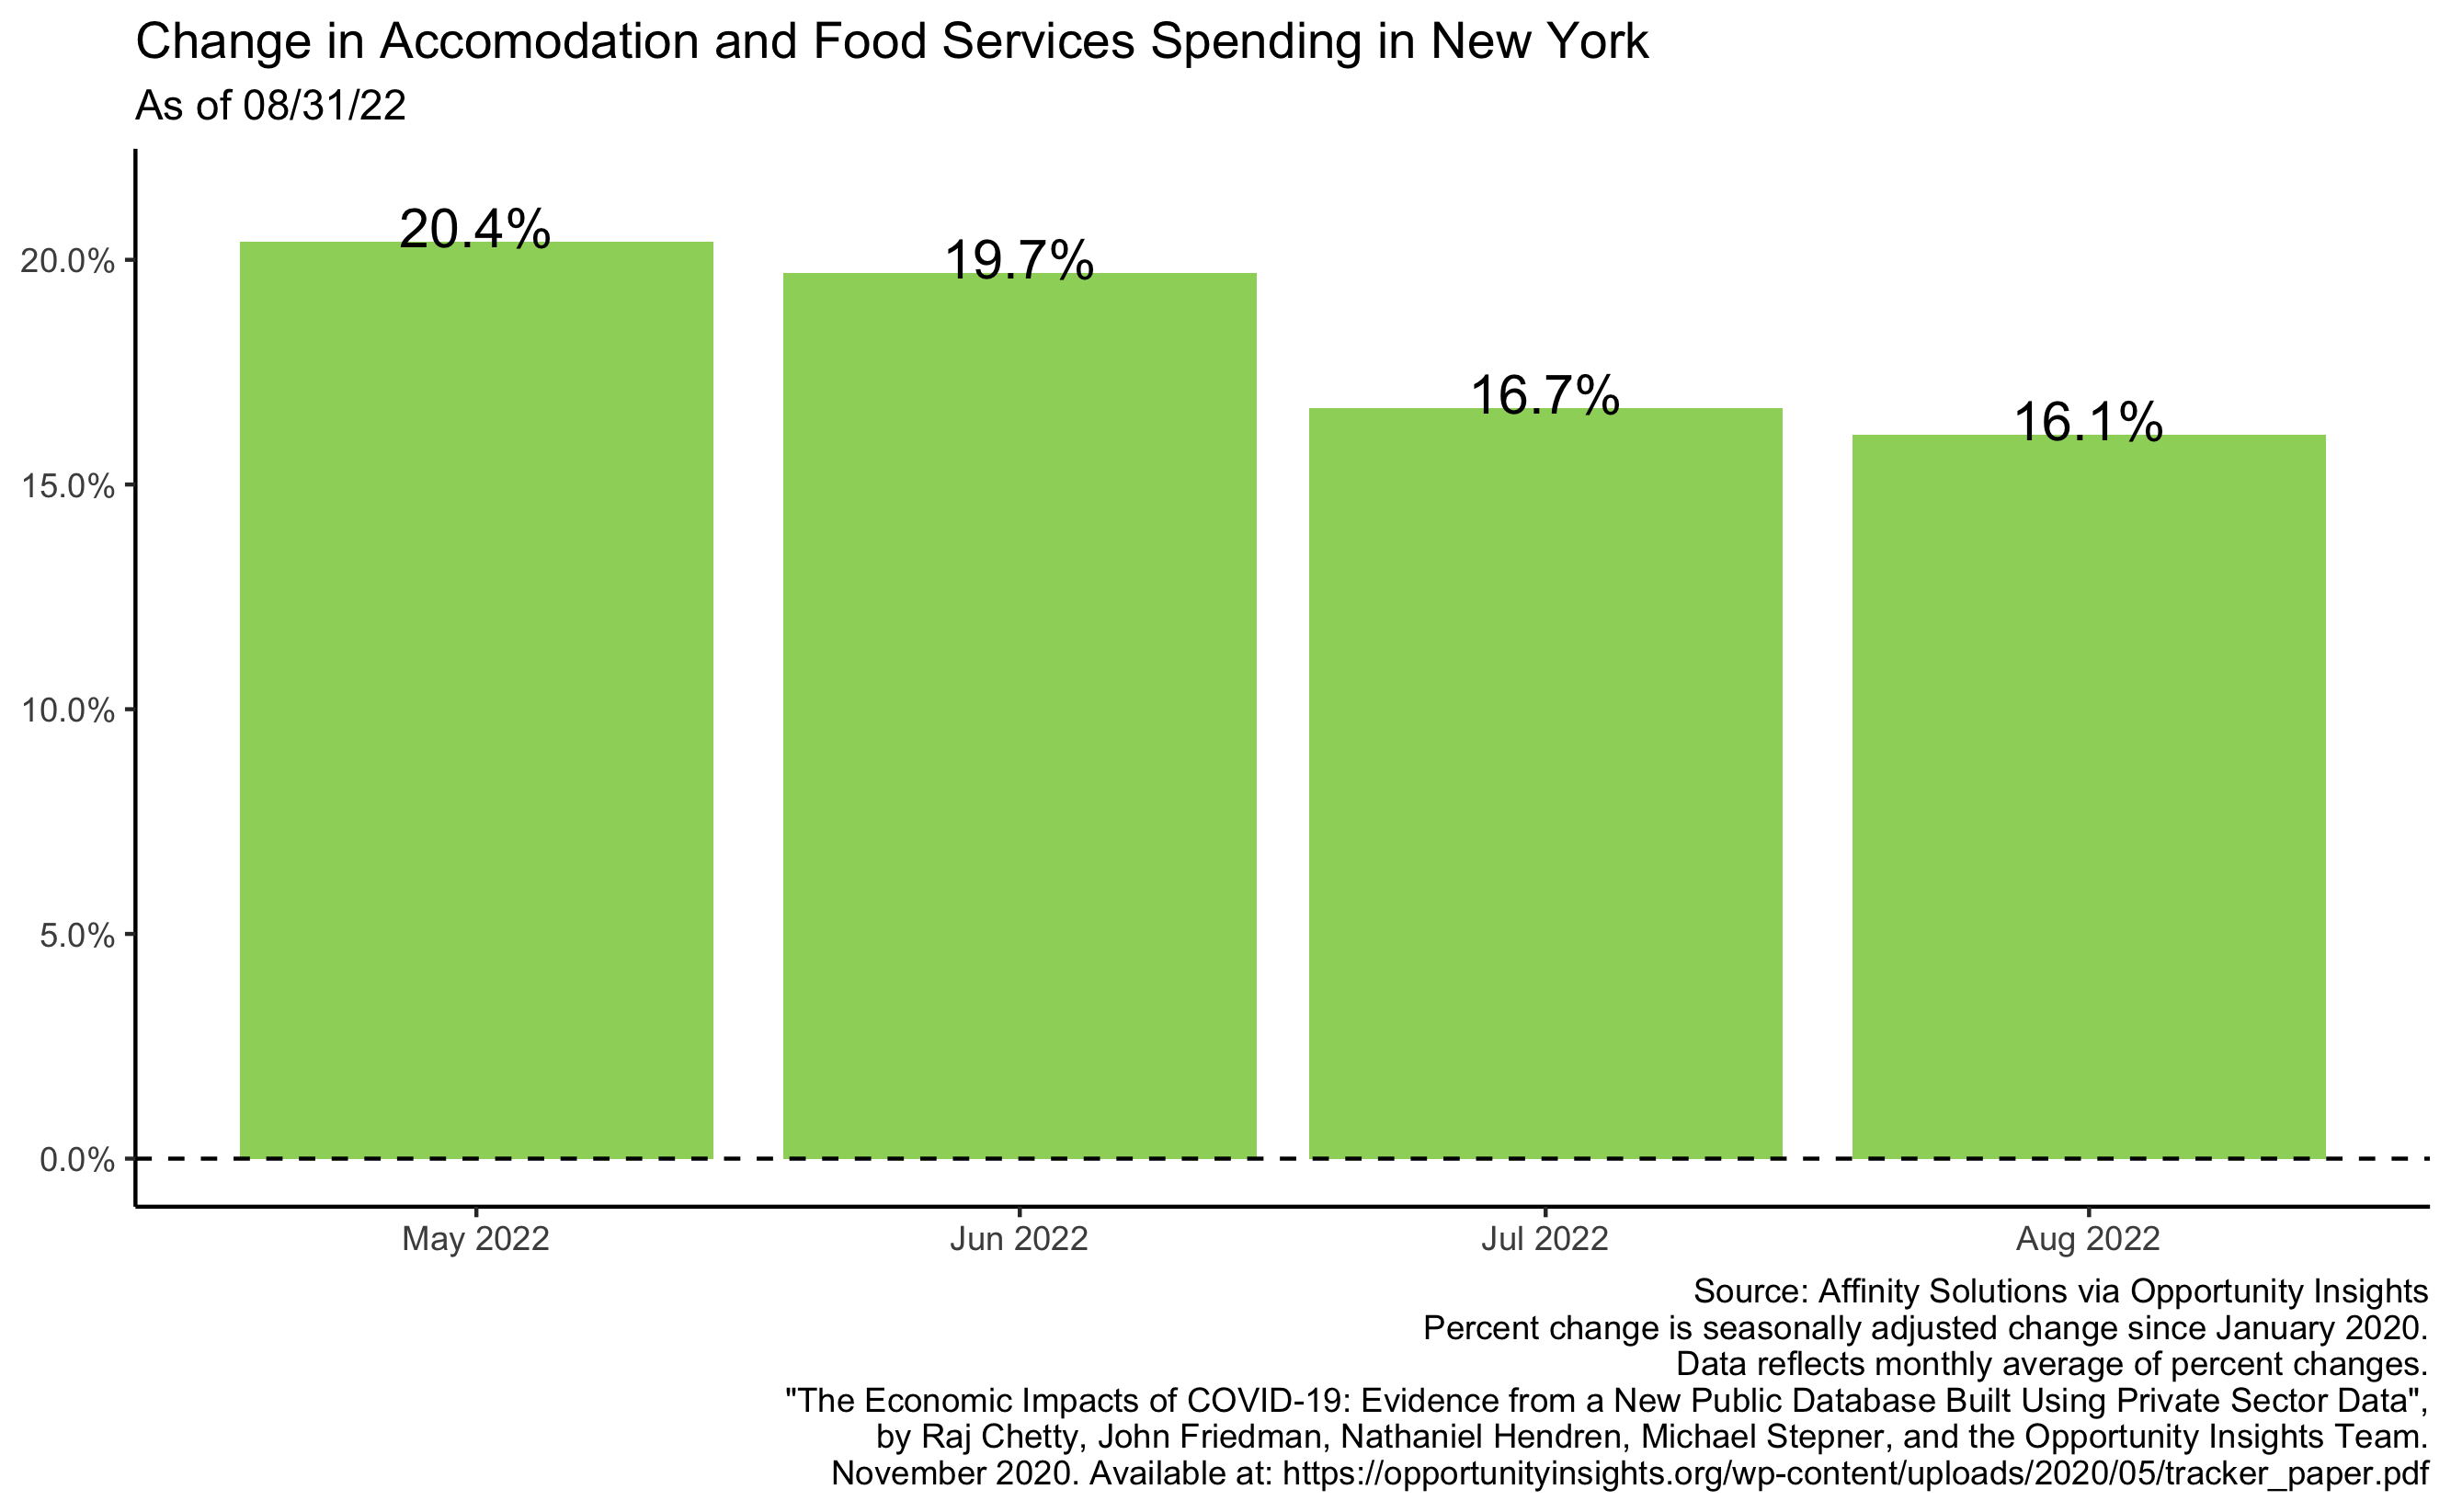 Change in Accomodation and Food Services Spending in New York
As of 08/31/22
20.4%
19.7%
16.7%
16.1%
20.0%
15.0%
10.0%
5.0%
0.0%
May 2022
Jun 2022
Jul 2022
Aug 2022
Source: Affinity Solutions via Opportunity Insights
Percent change is seasonally adjusted change since January 2020.
Data reflects monthly average of percent changes.
"The Economic Impacts of COVID-19: Evidence from a New Public Database Built Using Private Sector Data",
by Raj Chetty, John Friedman, Nathaniel Hendren, Michael Stepner, and the Opportunity Insights Team.
November 2020. Available at: https://opportunityinsights.org/wp-content/uploads/2020/05/tracker_paper.pdf